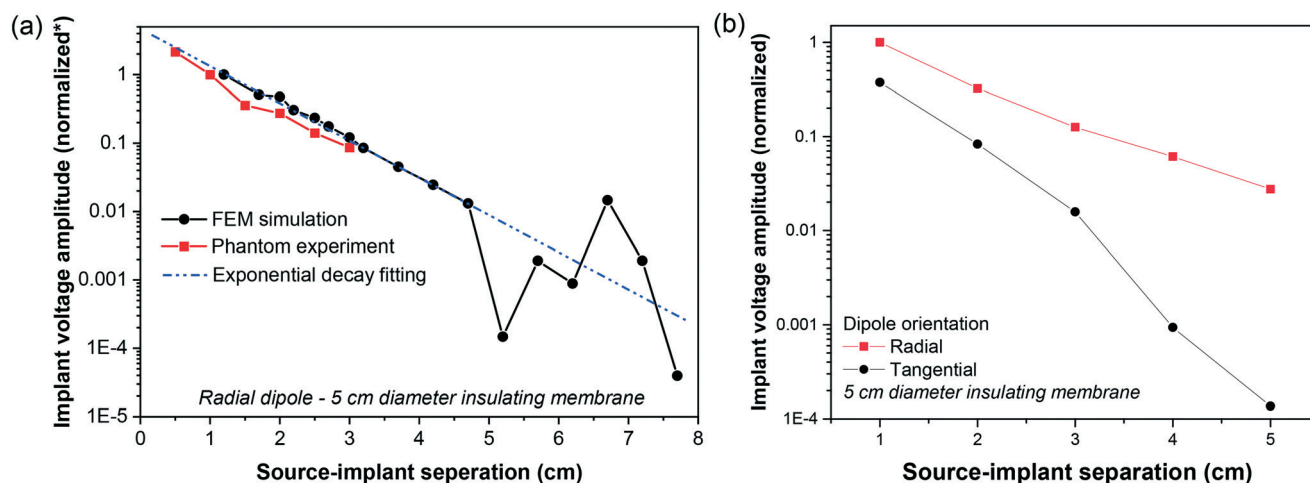 (a)
Implant voltage amplitude (normalized*)
1
0.1
0.01
0.001
1E-4
1E-5
FEM simulation
Phantom experiment
Exponential decay fitting
Radial dipole - 5 cm diameter insulating membrane
0 1 2 3 4 5 6 7 8
Source-implant seperation (cm)
(b)
Implant voltage amplitude (normalized)
1
0.1
0.01
0.001
1E-4
Dipole orientation
Radial
Tangential
5 cm diameter insulating membrane
1 2 3 4 5
Source-implant separation (cm)